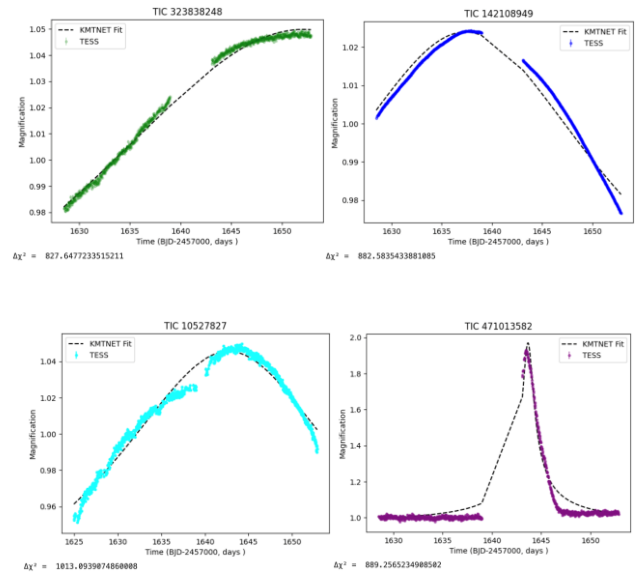 TIC 323838248
KMTNET Fit
TESS
Magnification
1.05
1.04
1.03
1.02
1.01
1.00
0.99
0.98
1630 1635 1640 1645 1650
Time (BJD-2457000, days )
Δχ² = 827.6477233515211
TIC 142108949
KMTNET Fit
TESS
Magnification
1.02
1.01
1.00
0.99
0.98
1630 1635 1640 1645 1650
Time (BJD-2457000, days )
Δχ² = 882.5835433881085
TIC 10527827
KMTNET Fit
TESS
Magnification
1.04
1.02
1.00
0.98
0.96
1625 1630 1635 1640 1645 1650
Time (BJD-2457000, days )
Δχ² = 1013.0939074860008
TIC 471013582
KMTNET Fit
TESS
Magnification
2.0
1.8
1.6
1.4
1.2
1.0
1630 1635 1640 1645 1650
Time (BJD-2457000, days )
Δχ² = 889.2565234908502